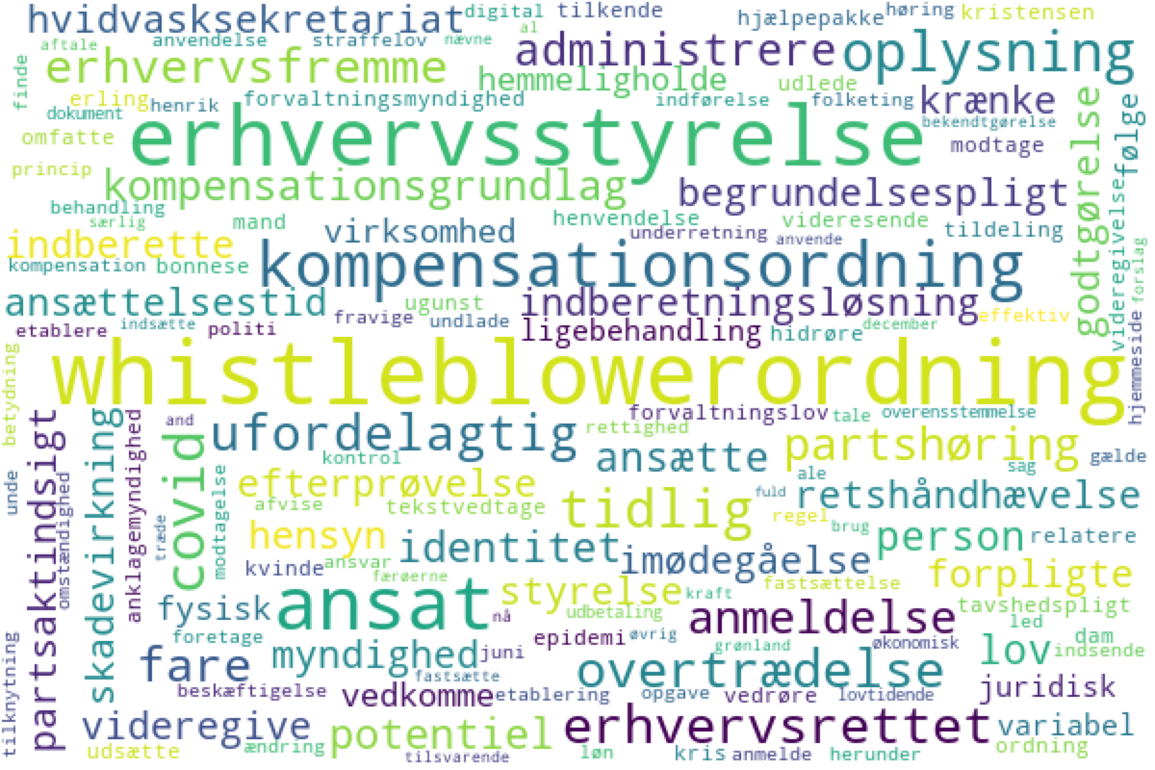 hvidvasksekretariat digital tilkende hjælpepakke høring kristensen
aftale anvendelse straffelov nævne al administrere oplysning
finde erhvervsfremme hemmeligholde udlede
erling henrik forvaltningsmyndighed indførelse folketing krænke
dokument bekendtgørelse
omfatte erhvervsstyrelse modtage godtgørelse følge
princip kompensationsgrundlag begrundelsespligt
behandling særlig mand henvendelse videresende tildeling videregivelse
indberette virksomhed underretning anvende forslag
kompensation bonnese kompensationsordning
ansættelsestid ugunst indberetningsløsning effektiv
etablere indsætte politi fravige undlade ligebehandling hidrøre december hjemmeside
betydning whistleblowerordning
partsaktindsigt skadevirkning anklagemyndighed and forvaltningslov tale overensstemmelse
covid ufordelagtig rettighed partshøring
kontrol ansætte ale sag gælde
unde omstændighed modtagelse efterprøvelse fuld retshåndhævelse
afvise tekstvedtage tidlig regel brug
træde hensyn identitet imødegåelse person relatere
kvinde ansvar færøerne fastsættelse forpligte
fysisk ansat styrelse kraft tavshedspligt
nå udbetaling anmeldelse led
foretage epidemi øvrig grønland økonomisk lov dam indsende
tilknytning fare myndighed juni fastsætte overtrædelse
beskæftigelse vedkomme etablering opgave vedrøre lovtidende juridisk
videregive potentiel erhvervsrettet variabel
udsætte ændring tilsvarende løn kris anmelde herunder ordning